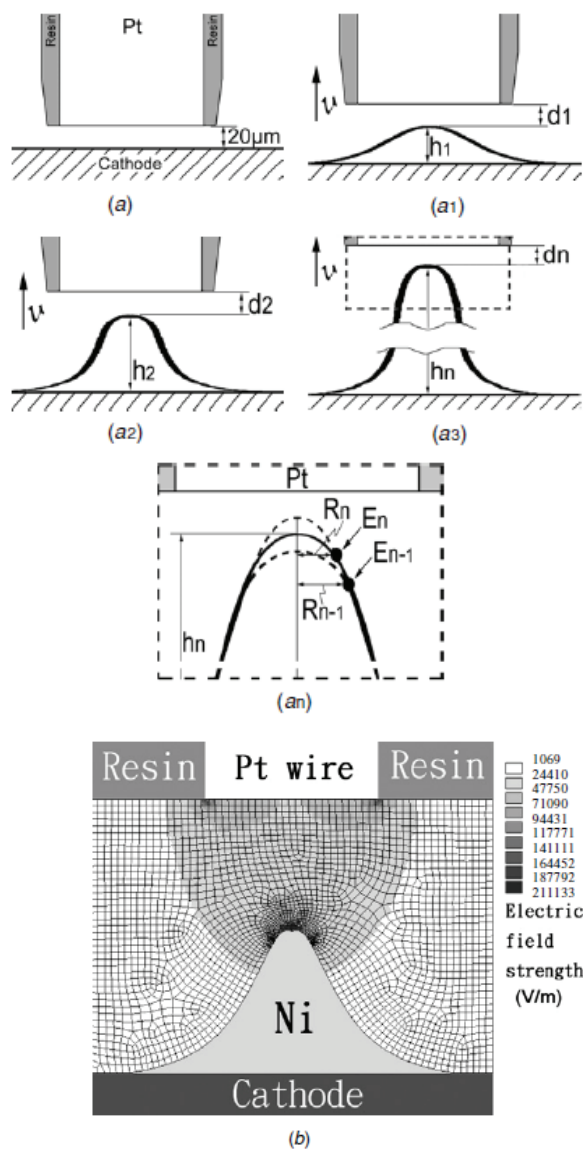 Resin
Pt
Resin
20μm
Cathode
(a)
u
d1
h1
(a1)
u
d2
h2
(a2)
u
dn
hn
(a3)
Pt
Rn
En
En-1
Rn-1
hn
(an)
Resin
Pt wire
Resin
Ni
Cathode
1069
24410
47750
71090
94431
117771
141111
164452
187792
211133
Electric
field
strength
(V/m)
(b)